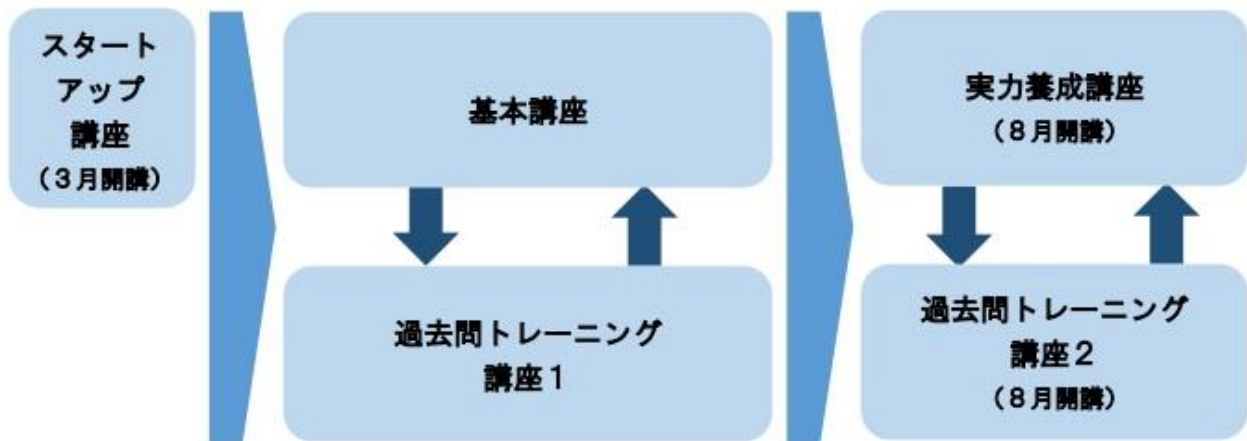 スタート
アップ
講座
(３月開講)
基本講座
過去問トレーニング
講座１
実力養成講座
(８月開講)
過去問トレーニング
講座２
(８月開講)